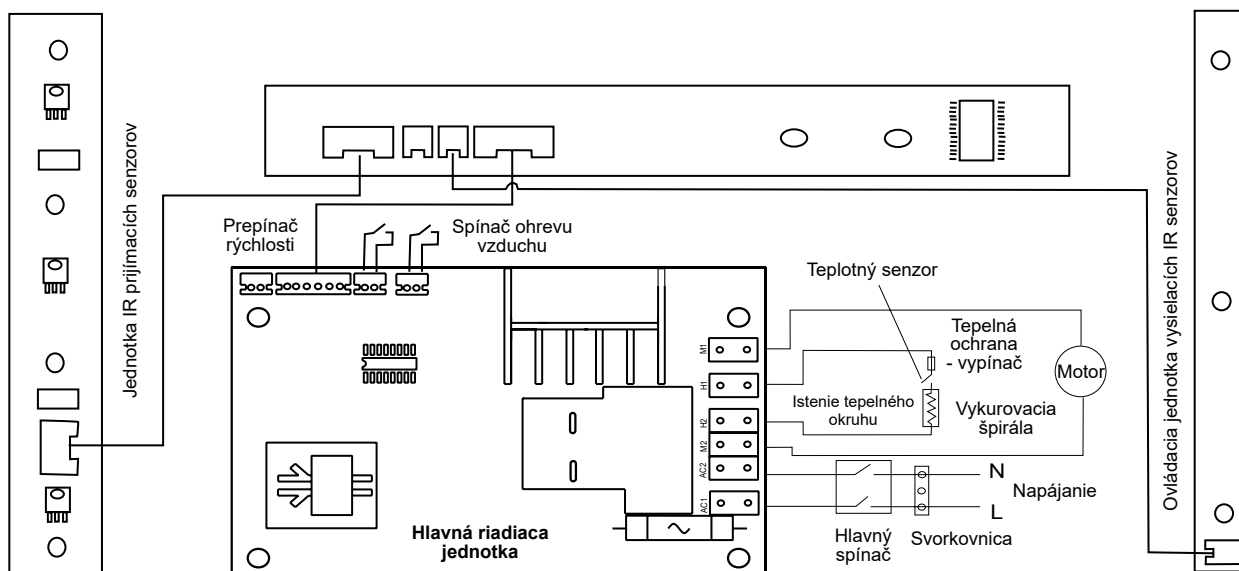 Jednotka IR prijímacích senzorov
Prepínač
rýchlosti
Spínač ohrevu
vzduchu
Teplotný senzor
Tepelná
ochrana
- vypínač
Motor
Istenie tepelného
okruhu
Vykurovacia
špirála
M1
H1
H2
M2
AC2
AC1
N
Napájanie
L
Hlavný
spínač
Svorkovnica
Hlavná riadiaca
jednotka
Ovládacia jednotka vysielacích IR senzorov